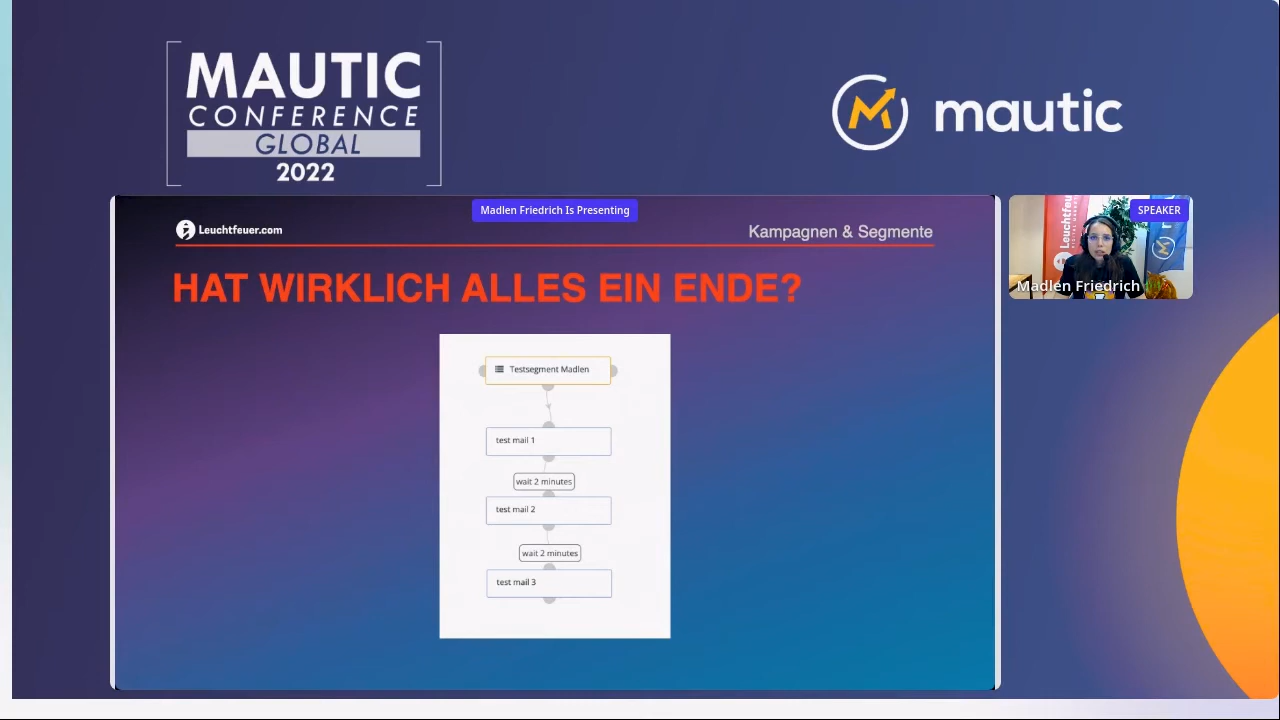 MAUTIC
CONFERENCE
GLOBAL
2022
mautic
Madlen Friedrich Is Presenting
Leuchtfeuer.com
Kampagnen & Segmente
HAT WIRKLICH ALLES EIN ENDE?
Testsegment Madlen
test mail 1
wait 2 minutes
test mail 2
wait 2 minutes
test mail 3
SPEAKER
Leuchtfeuer
Madlen Friedrich